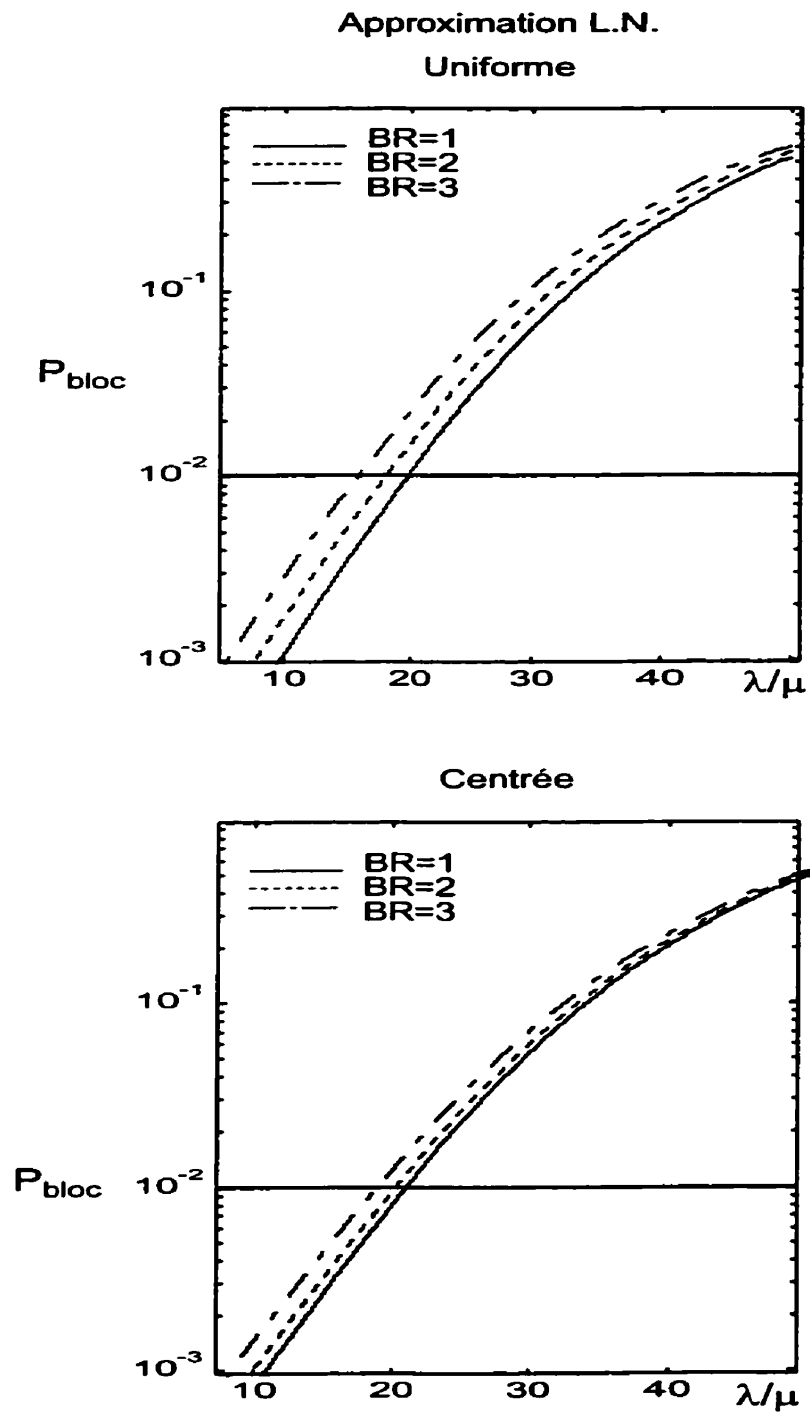 Approximation L.N.
Uniforme
BR=1
BR=2
BR=3
10⁻¹
P_bloc
10⁻²
10⁻³
10 20 30 40 λ/μ
Centrée
BR=1
BR=2
BR=3
10⁻¹
P_bloc 10⁻²
10⁻³
10 20 30 40 λ/μ